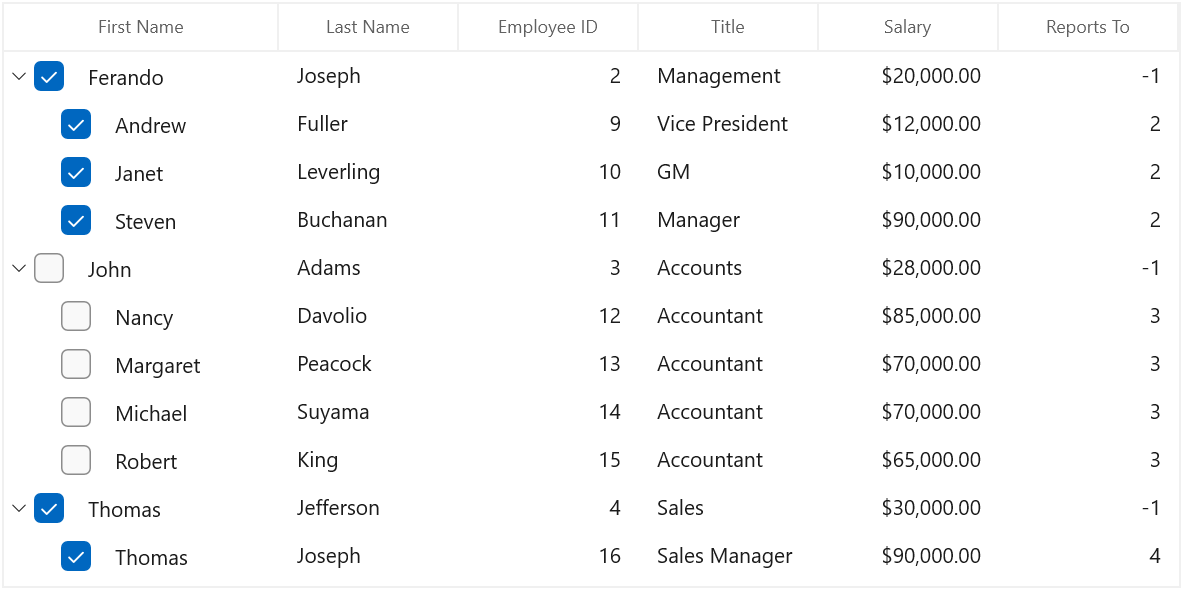 First Name Last Name Employee ID Title Salary Reports To
Ferando Joseph 2 Management $20,000.00 -1
Andrew Fuller 9 Vice President $12,000.00 2
Janet Leverling 10 GM $10,000.00 2
Steven Buchanan 11 Manager $90,000.00 2
John Adams 3 Accounts $28,000.00 -1
Nancy Davolio 12 Accountant $85,000.00 3
Margaret Peacock 13 Accountant $70,000.00 3
Michael Suyama 14 Accountant $70,000.00 3
Robert King 15 Accountant $65,000.00 3
Thomas Jefferson 4 Sales $30,000.00 -1
Thomas Joseph 16 Sales Manager $90,000.00 4